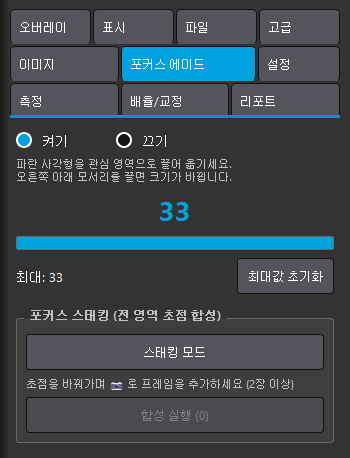 오버레이 표시 파일 고급
이미지 포커스 에이드 설정
측정 배율/교정 리포트
켜기 끄기
파란 사각형을 관심 영역으로 끌어 옮기세요.
오른쪽 아래 모서리를 끌면 크기가 바뀝니다.
33
최대: 33 최대값 초기화
포커스 스태킹 (전 영역 초점 합성)
스태킹 모드
초점을 바꿔가며 📷 로 프레임을 추가하세요 (2장 이상)
합성 실행 (0)